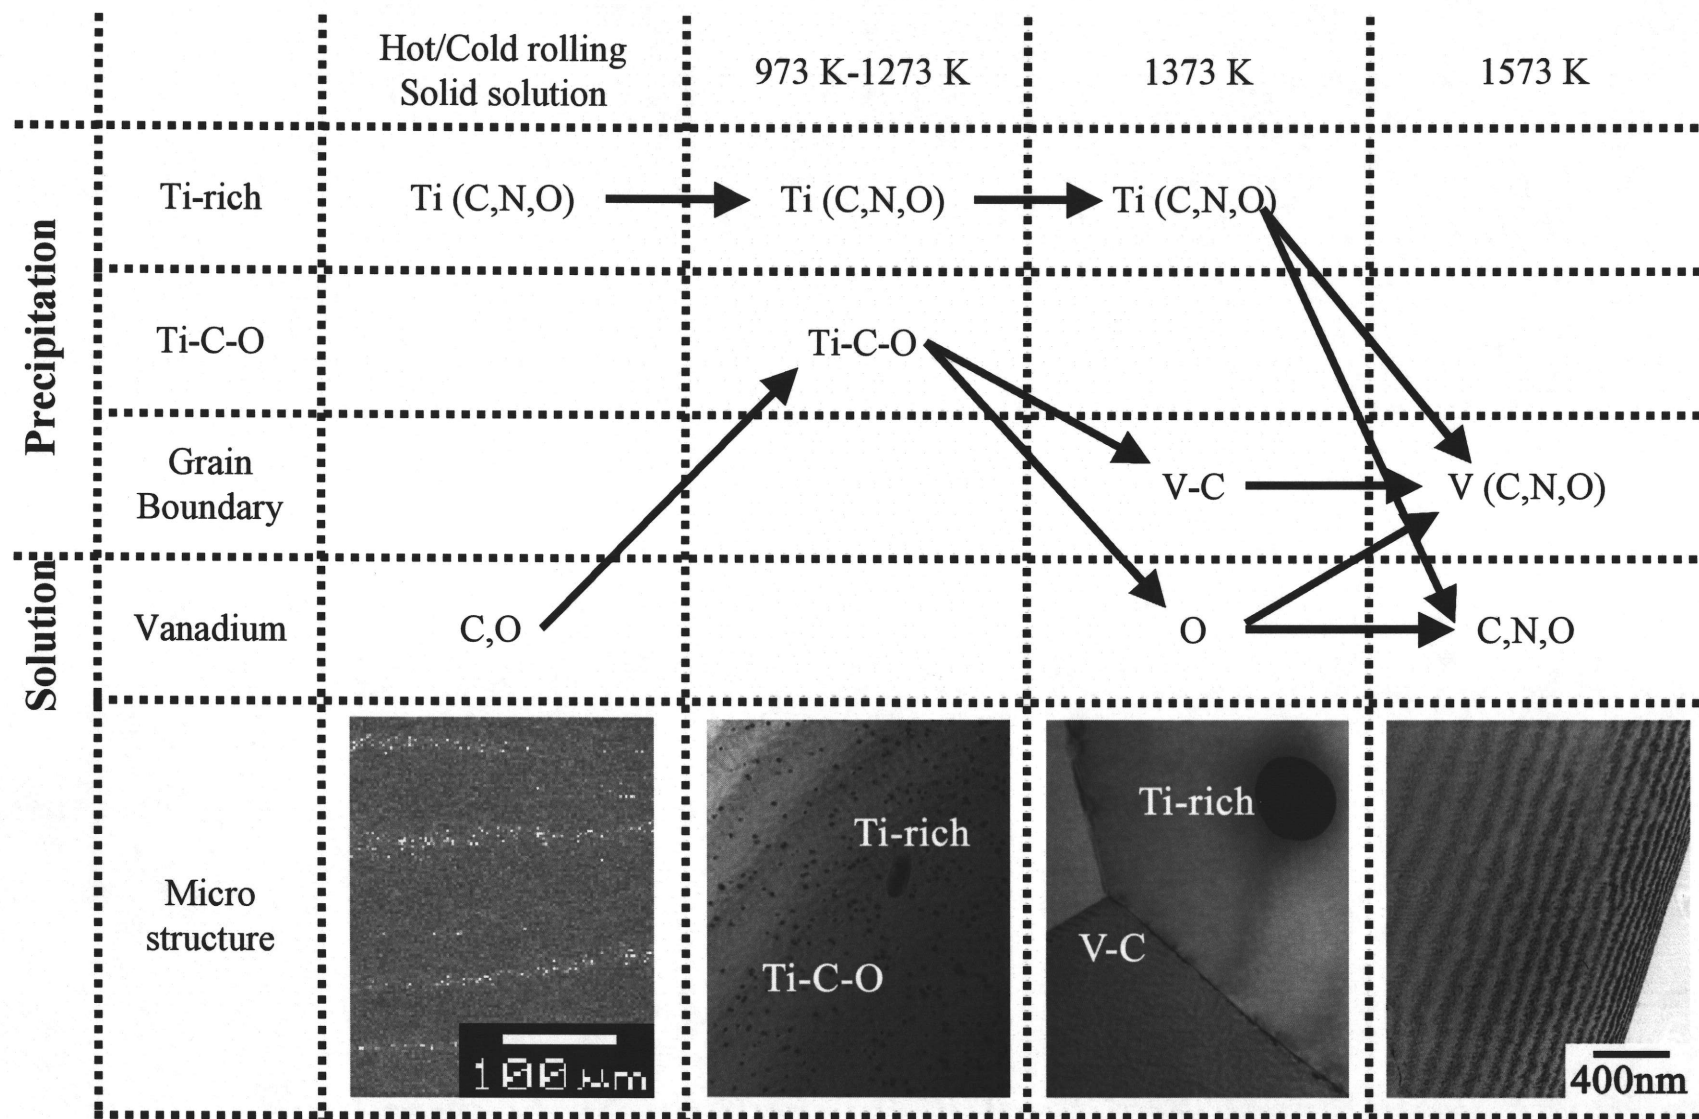 Hot/Cold rolling
Solid solution
973 K-1273 K
1373 K
1573 K
Precipitation
Ti-rich
Ti (C,N,O)
Ti (C,N,O)
Ti (C,N,O)
Ti-C-O
Ti-C-O
Grain
Boundary
V-C
V (C,N,O)
Solution
Vanadium
C,O
O
C,N,O
Micro
structure
100 μm
Ti-rich
Ti-C-O
Ti-rich
V-C
400nm